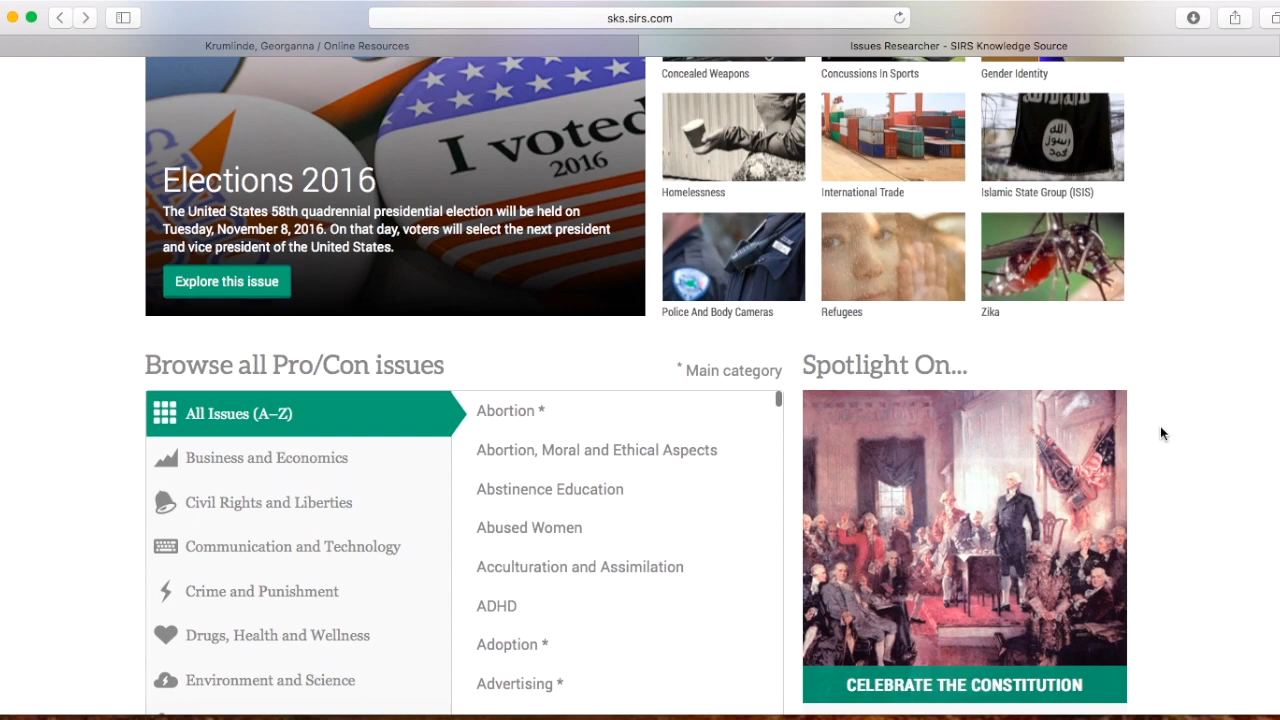 sks.sirs.com
Krumlinde, Georganna / Online Resources
Issues Researcher - SIRS Knowledge Source
Concealed Weapons
Concussions In Sports
Gender Identity
I voted
2016
Elections 2016
The United States 58th quadrennial presidential election will be held on
Tuesday, November 8, 2016. On that day, voters will select the next president
and vice president of the United States.
Explore this issue
Homelessness
International Trade
Islamic State Group (ISIS)
الله
رسول
محمد
Police And Body Cameras
Refugees
Zika
Browse all Pro/Con issues
* Main category
Spotlight On...
All Issues (A–Z)
Business and Economics
Civil Rights and Liberties
Communication and Technology
Crime and Punishment
Drugs, Health and Wellness
Environment and Science
Abortion *
Abortion, Moral and Ethical Aspects
Abstinence Education
Abused Women
Acculturation and Assimilation
ADHD
Adoption *
Advertising *
CELEBRATE THE CONSTITUTION